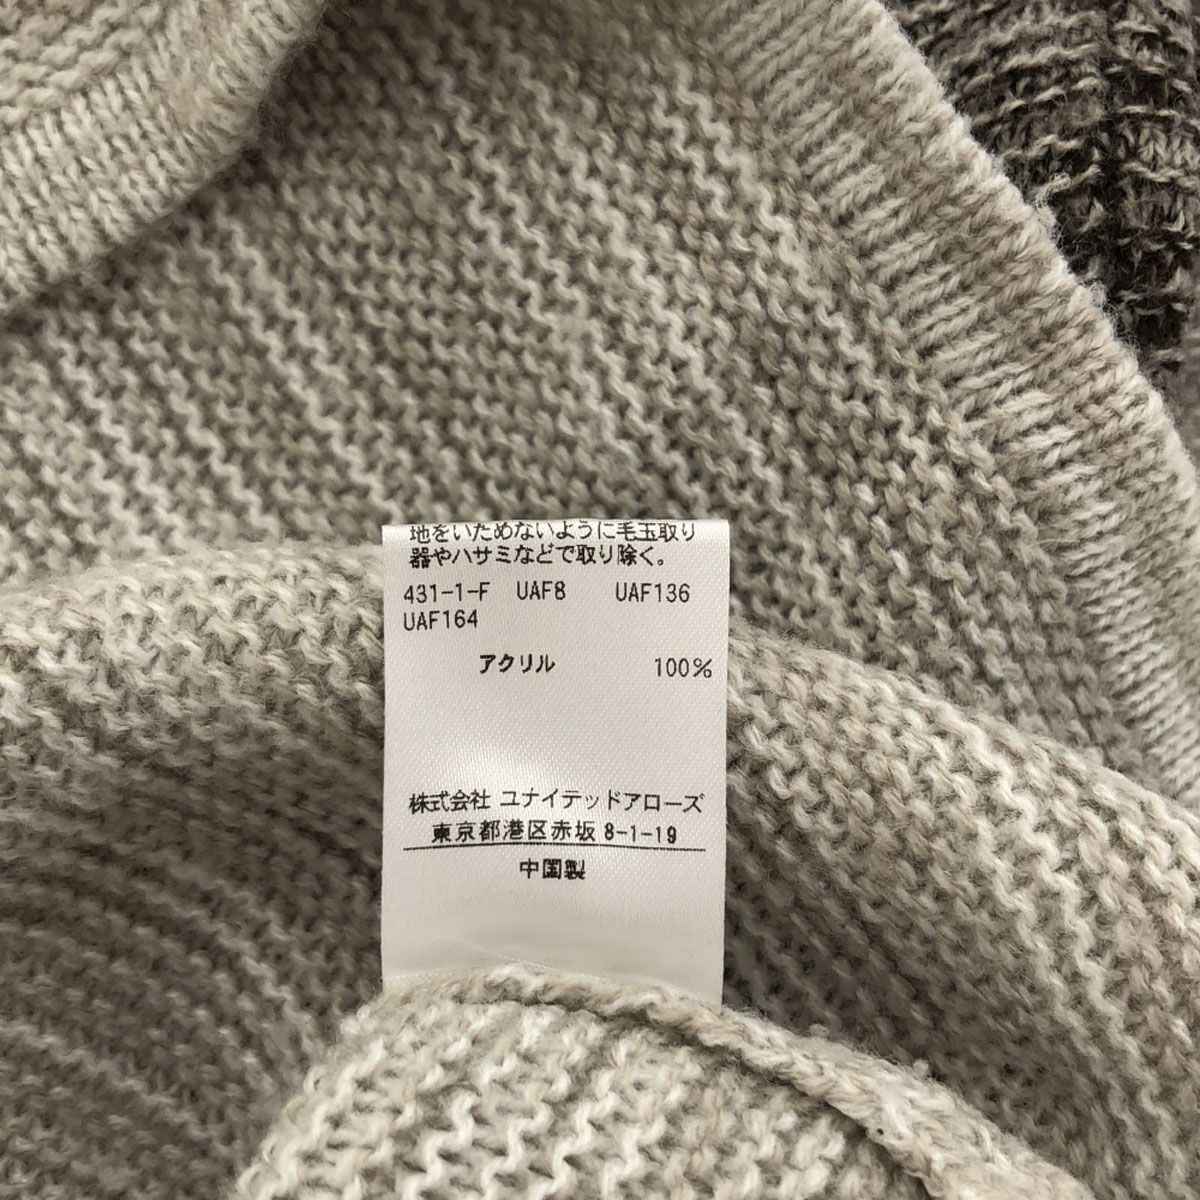 地をいためないように毛玉取り
器やハサミなどで取り除く。
431-1-F UAF8 UAF136
UAF164
アクリル 100%
株式会社 ユナイテッドアローズ
東京都港区赤坂 8-1-19
中国製